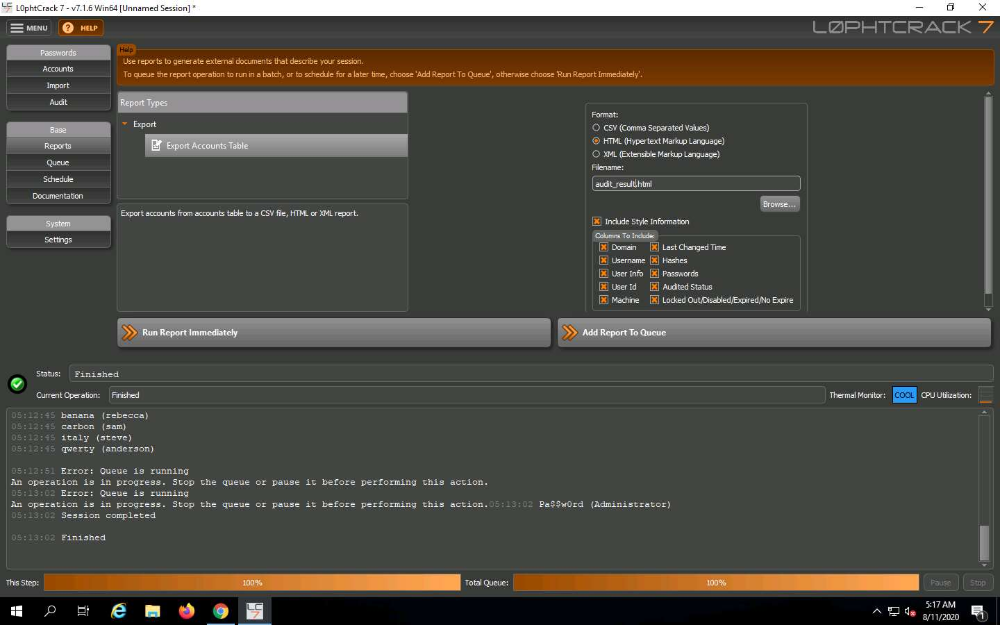 L0phtCrack 7 - v7.1.6 Win64 [Unnamed Session] *
MENU
HELP
L0PHTCRACK 7
Passwords
Accounts
Import
Audit
Base
Reports
Queue
Schedule
Documentation
System
Settings
Help
Use reports to generate external documents that describe your session.
To queue the report operation to run in a batch, or to schedule for a later time, choose 'Add Report To Queue', otherwise choose 'Run Report Immediately'.
Report Types
Export
Export Accounts Table
Export accounts from accounts table to a CSV file, HTML or XML report.
Format:
CSV (Comma Separated Values)
HTML (Hypertext Markup Language)
XML (Extensible Markup Language)
Filename:
audit_result.html
Browse...
Include Style Information
Columns To Include:
Domain Last Changed Time
Username Hashes
User Info Passwords
User Id Audited Status
Machine Locked Out/Disabled/Expired/No Expire
Run Report Immediately
Add Report To Queue
Status: Finished
Current Operation: Finished
Thermal Monitor: COOL CPU Utilization:
05:12:45 banana (rebecca)
05:12:45 carbon (sam)
05:12:45 italy (steve)
05:12:45 qwerty (anderson)
05:12:51 Error: Queue is running
An operation is in progress. Stop the queue or pause it before performing this action.
05:13:02 Error: Queue is running
An operation is in progress. Stop the queue or pause it before performing this action.05:13:02 Pa$$w0rd (Administrator)
05:13:02 Session completed
05:13:02 Finished
This Step: 100% Total Queue: 100% Pause Stop
LC
7
5:17 AM
8/11/2020
1